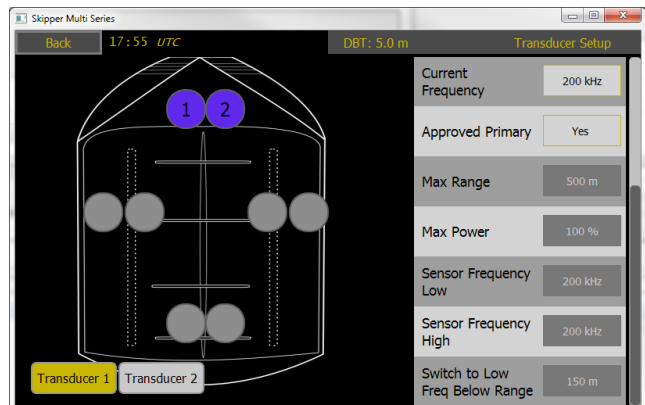 Skipper Multi Series
Back 17:55 UTC DBT: 5.0 m Transducer Setup
1 2
Current
Frequency
200 kHz
Approved Primary
Yes
Max Range
500 m
Max Power
100 %
Sensor Frequency
Low
200 kHz
Sensor Frequency
High
200 kHz
Switch to Low
Freq Below Range
150 m
Transducer 1 Transducer 2